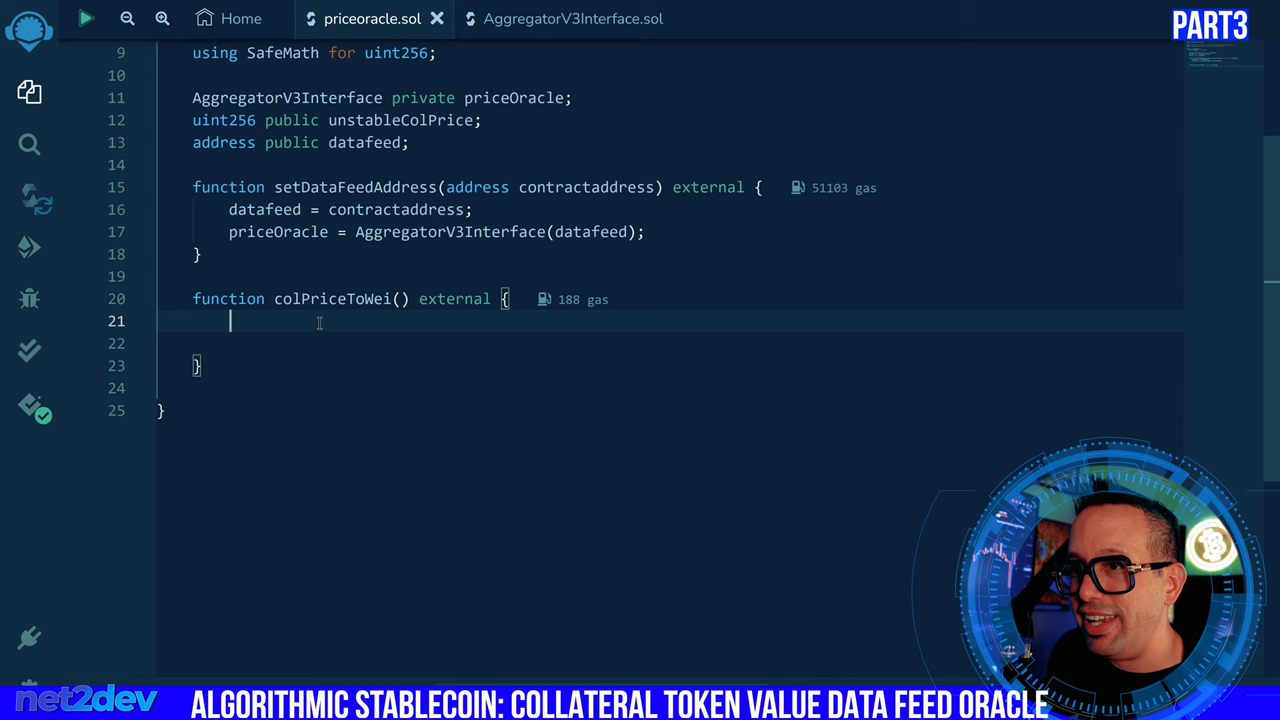 Home
priceoracle.sol
AggregatorV3Interface.sol
PART3
9 using SafeMath for uint256;
10
11 AggregatorV3Interface private priceOracle;
12 uint256 public unstableColPrice;
13 address public datafeed;
14
15 function setDataFeedAddress(address contractaddress) external { 51103 gas
16 datafeed = contractaddress;
17 priceOracle = AggregatorV3Interface(datafeed);
18 }
19
20 function colPriceToWei() external { 188 gas
21
22
23 }
24
25 }
net2dev
ALGORITHMIC STABLECOIN: COLLATERAL TOKEN VALUE DATA FEED ORACLE